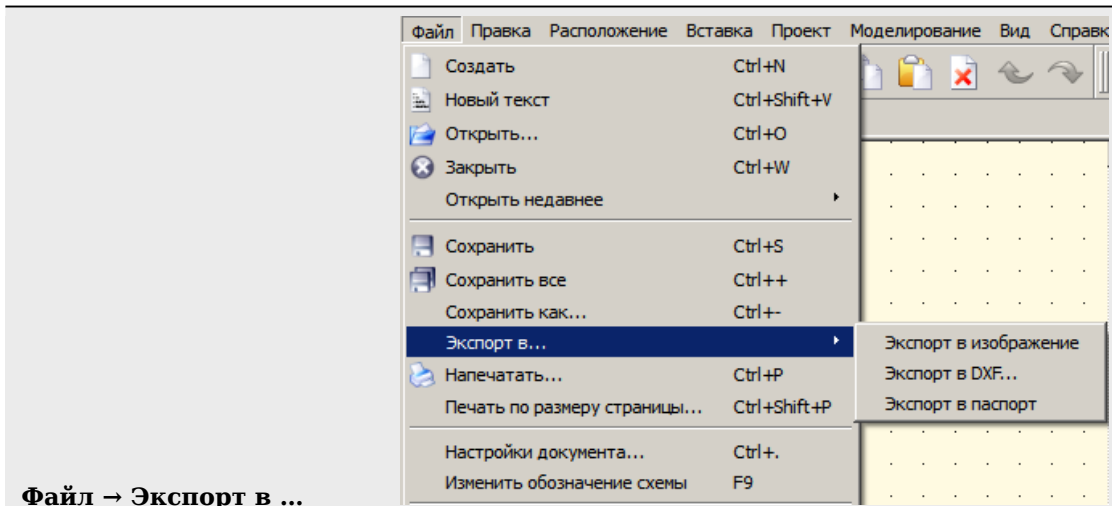 Файл Правка Расположение Вставка Проект Моделирование Вид Справк
Создать Ctrl+N
Новый текст Ctrl+Shift+V
Открыть... Ctrl+O
Закрыть Ctrl+W
Открыть недавнее
Сохранить Ctrl+S
Сохранить все Ctrl++
Сохранить как... Ctrl+-
Экспорт в...
Экспорт в изображение
Экспорт в DXF...
Экспорт в паспорт
Напечатать... Ctrl+P
Печать по размеру страницы... Ctrl+Shift+P
Настройки документа... Ctrl+.
Изменить обозначение схемы F9
Файл → Экспорт в ...